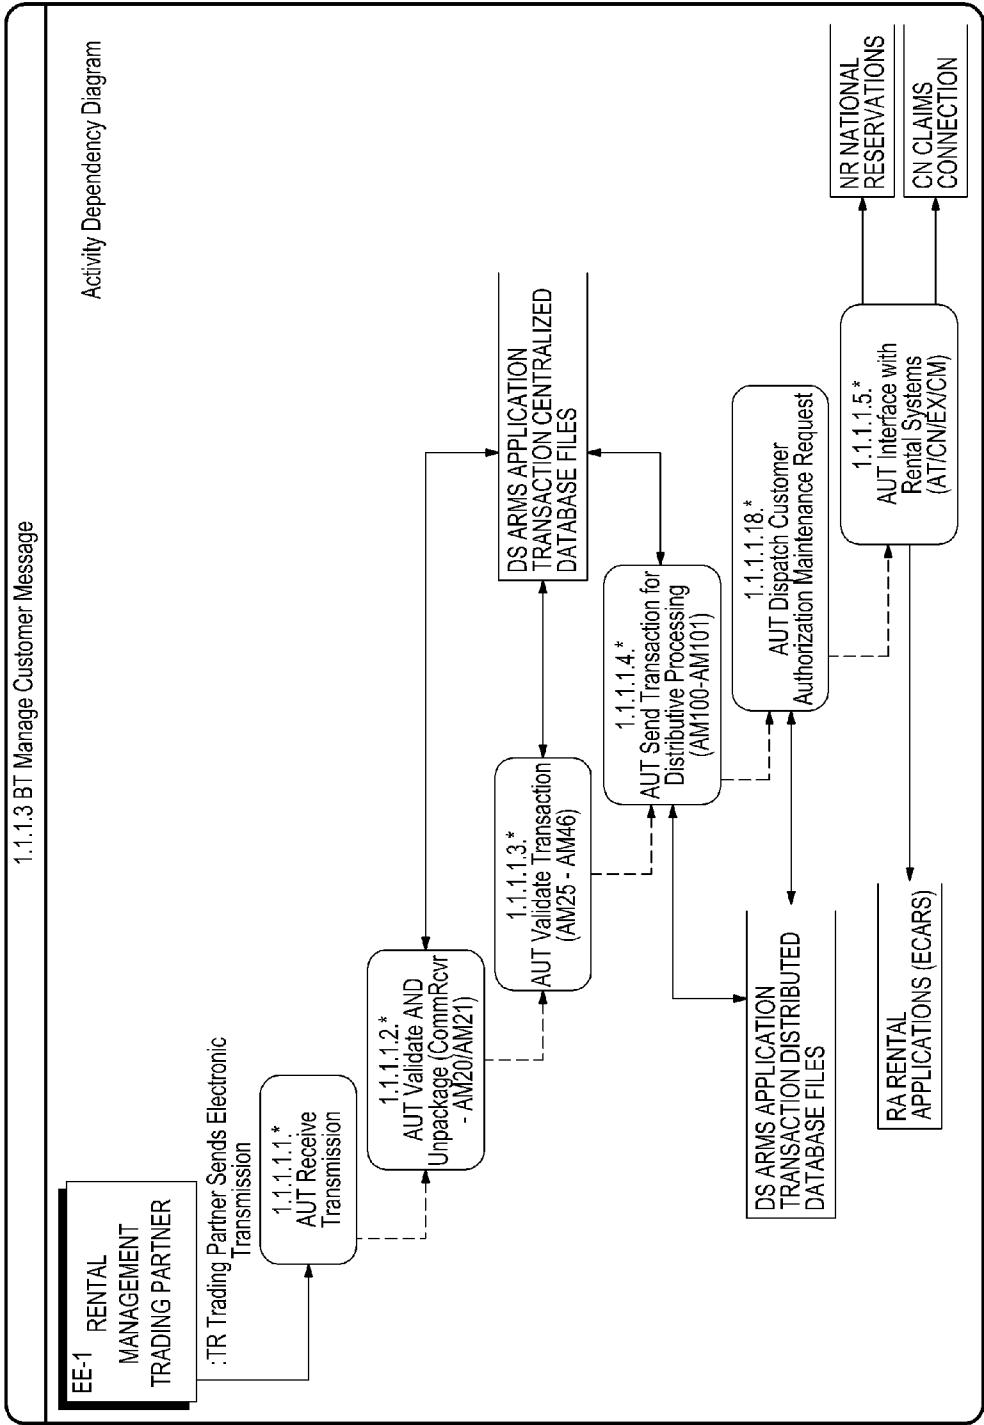 1.1.1.3 BT Manage Customer Message
Activity Dependency Diagram
EE-1 RENTAL
MANAGEMENT
TRADING PARTNER
:TR Trading Partner Sends Electronic
Transmission
1.1.1.1.1.*
AUT Receive
Transmission
1.1.1.1.2.*
AUT Validate AND
Unpackage (CommRcvr
- AM20/AM21)
1.1.1.1.3.*
AUT Validate Transaction
(AM25 - AM46)
DS ARMS APPLICATION
TRANSACTION CENTRALIZED
DATABASE FILES
1.1.1.1.4.*
AUT Send Transaction for
Distributive Processing
(AM100-AM101)
1.1.1.1.18.*
AUT Dispatch Customer
Authorization Maintenance Request
DS ARMS APPLICATION
TRANSACTION DISTRIBUTED
DATABASE FILES
1.1.1.1.5.*
AUT Interface with
Rental Systems
(AT/CN/EX/CM)
NR NATIONAL
RESERVATIONS
CN CLAIMS
CONNECTION
RA RENTAL
APPLICATIONS (ECARS)